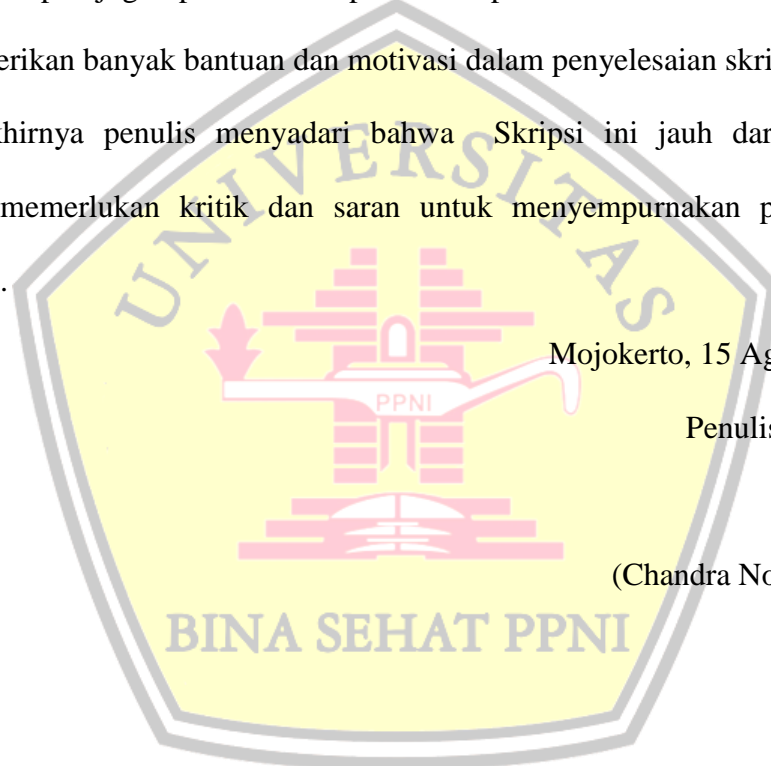 erikan banyak bantuan dan motivasi dalam penyelesaian skri
khirnya penulis menyadari bahwa Skripsi ini jauh dar
memerlukan kritik dan saran untuk menyempurnakan p
.
UNIVERSITAS
Mojokerto, 15 Ag
PPNI
Penulis
(Chandra No
BINA SEHAT PPNI